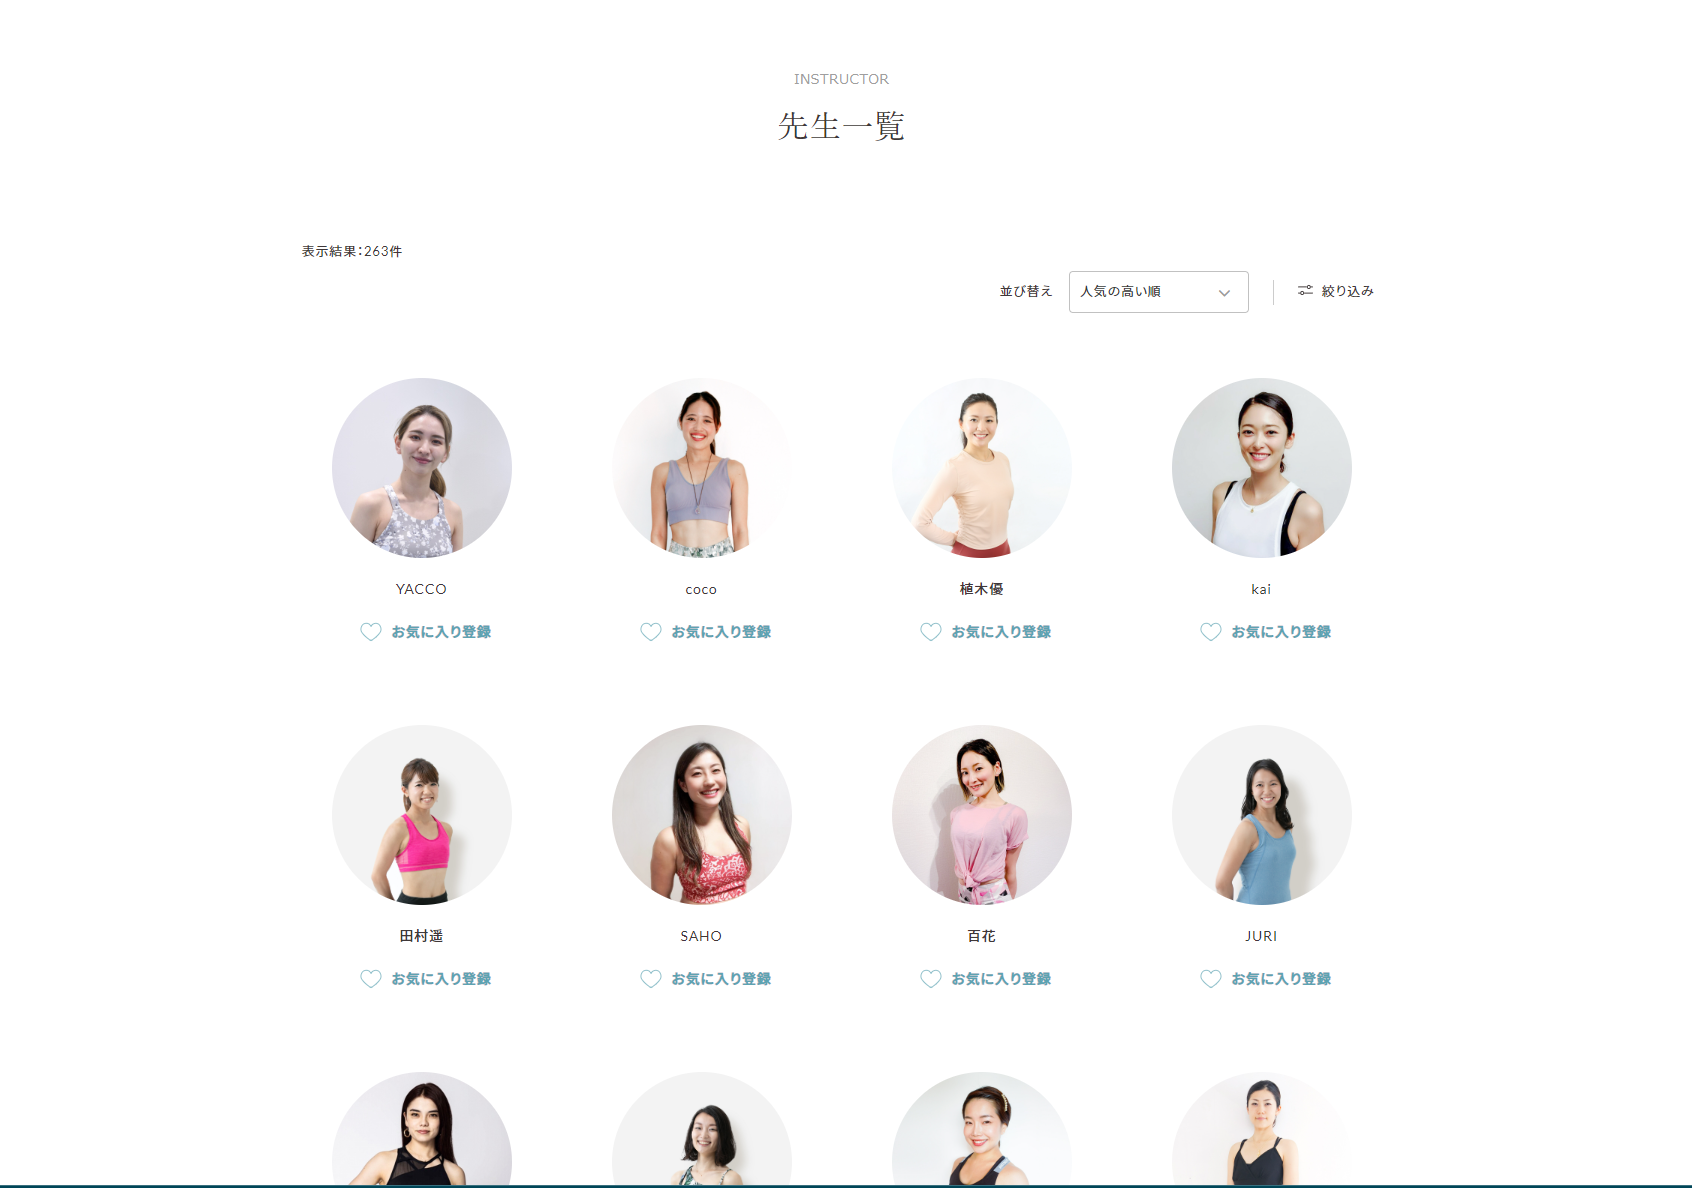 INSTRUCTOR
先生一覧
表示結果：263件
並び替え 人気の高い順 絞り込み
YACCO coco 植木優 kai
お気に入り登録 お気に入り登録 お気に入り登録 お気に入り登録
田村遥 SAHO 百花 JURI
お気に入り登録 お気に入り登録 お気に入り登録 お気に入り登録